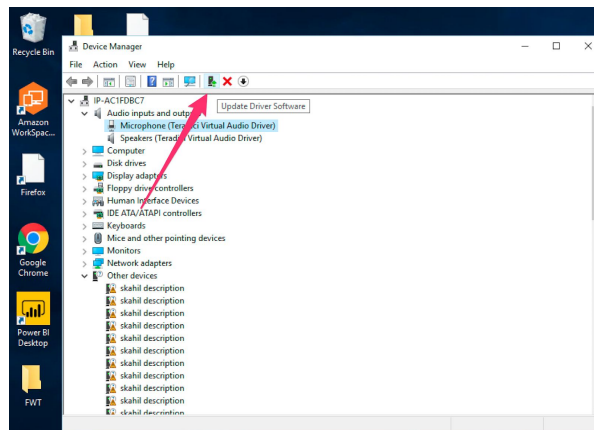 Recycle Bin
Amazon
WorkSpac...
Firefox
Google
Chrome
Power BI
Desktop
FWT
Device Manager
File Action View Help
Update Driver Software
IP-AC1FDBC7
Audio inputs and outp
Microphone (Teradici Virtual Audio Driver)
Speakers (Teradici Virtual Audio Driver)
Computer
Disk drives
Display adapters
Floppy drive controllers
Human Interface Devices
IDE ATA/ATAPI controllers
Keyboards
Mice and other pointing devices
Monitors
Network adapters
Other devices
skahil description
skahil description
skahil description
skahil description
skahil description
skahil description
skahil description
skahil description
skahil description
skahil description
skahil description